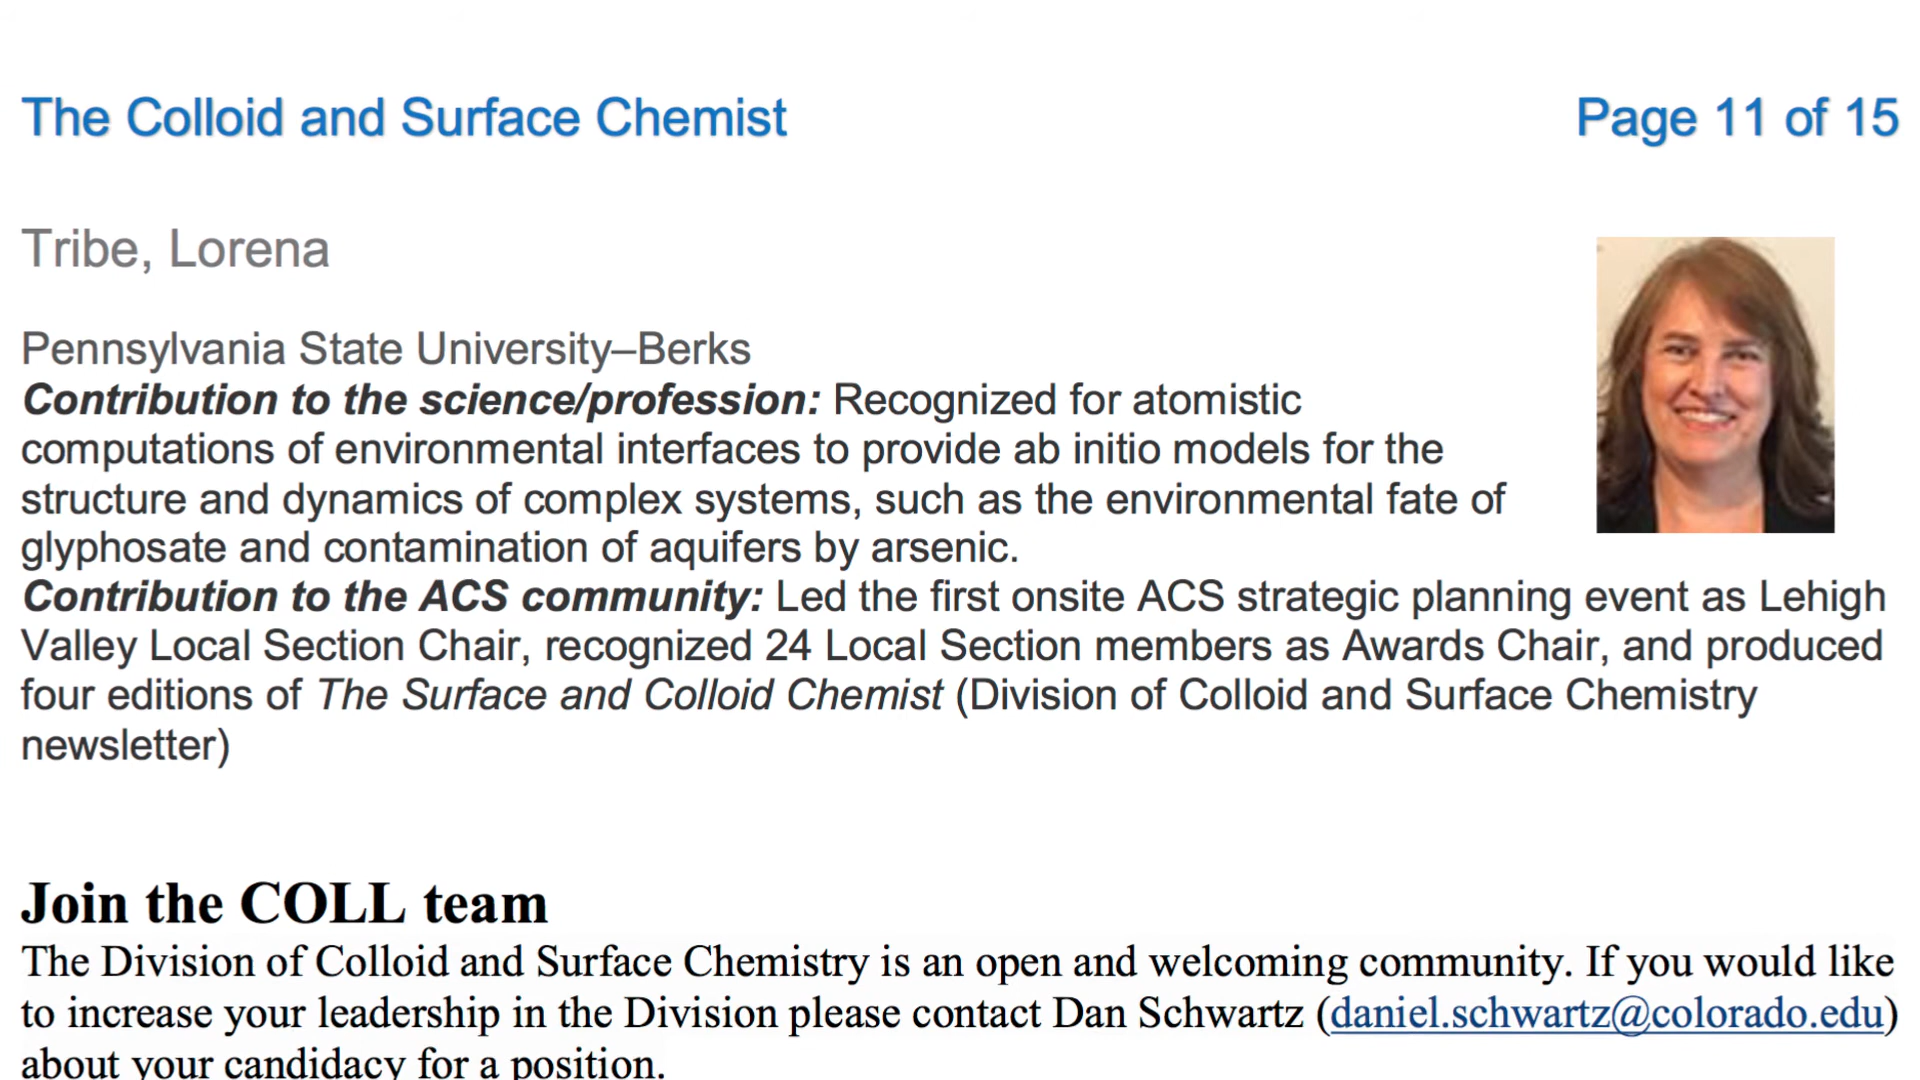 The Colloid and Surface Chemist Page 11 of 15
Tribe, Lorena
Pennsylvania State University–Berks
Contribution to the science/profession: Recognized for atomistic
computations of environmental interfaces to provide ab initio models for the
structure and dynamics of complex systems, such as the environmental fate of
glyphosate and contamination of aquifers by arsenic.
Contribution to the ACS community: Led the first onsite ACS strategic planning event as Lehigh
Valley Local Section Chair, recognized 24 Local Section members as Awards Chair, and produced
four editions of The Surface and Colloid Chemist (Division of Colloid and Surface Chemistry
newsletter)
Join the COLL team
The Division of Colloid and Surface Chemistry is an open and welcoming community. If you would like
to increase your leadership in the Division please contact Dan Schwartz (daniel.schwartz@colorado.edu)
about your candidacy for a position.